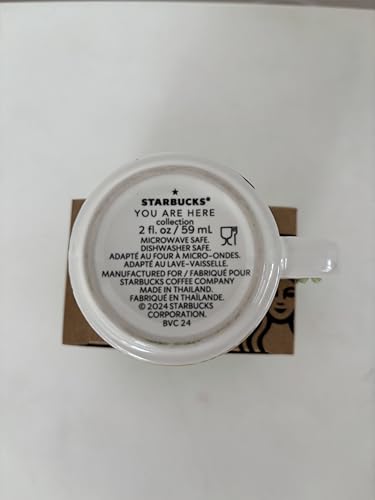 STARBUCKS®
YOU ARE HERE
collection
2 fl. oz / 59 mL
MICROWAVE SAFE.
DISHWASHER SAFE.
ADAPTÉ AU FOUR À MICRO-ONDES.
ADAPTÉ AU LAVE-VAISSELLE.
MANUFACTURED FOR / FABRIQUÉ POUR
STARBUCKS COFFEE COMPANY
MADE IN THAILAND.
FABRIQUÉ EN THAÏLANDE.
© 2024 STARBUCKS
CORPORATION.
BVC 24